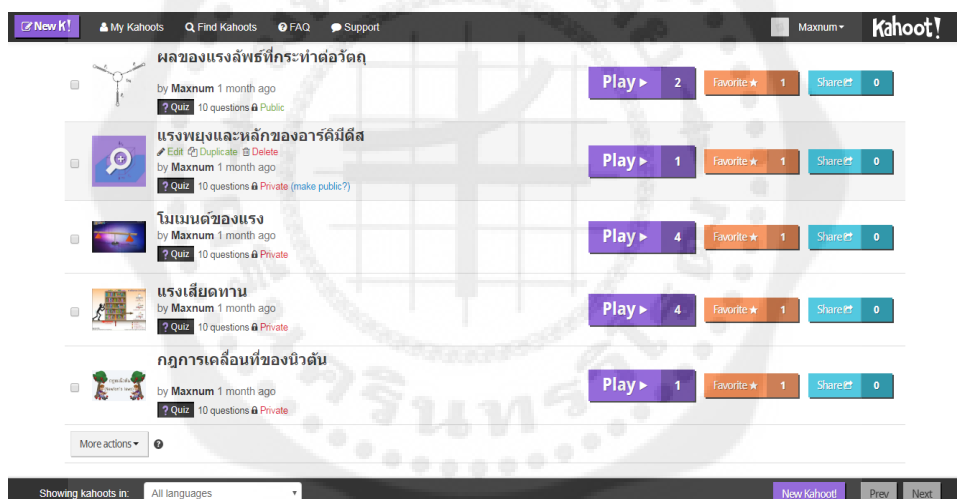 New K! My Kahoots Find Kahoots FAQ Support Maxnum Kahoot!
ผลของแรงลัพธ์ที่กระทำต่อวัตถุ
by Maxnum 1 month ago
? Quiz 10 questions Public
Play 2 Favorite 1 Share 0
แรงพยุงและหลักของอาร์คิมีดีส
Edit Duplicate Delete
by Maxnum 1 month ago
? Quiz 10 questions Private (make public?)
Play 1 Favorite 1 Share 0
โมเมนต์ของแรง
by Maxnum 1 month ago
? Quiz 10 questions Private
Play 4 Favorite 1 Share 0
แรงเสียดทาน
by Maxnum 1 month ago
? Quiz 10 questions Private
Play 4 Favorite 1 Share 0
กฎการเคลื่อนที่ของนิวตัน
by Maxnum 1 month ago
? Quiz 10 questions Private
Play 1 Favorite 1 Share 0
More actions ?
Showing kahoots in: All languages New Kahoot! Prev Next